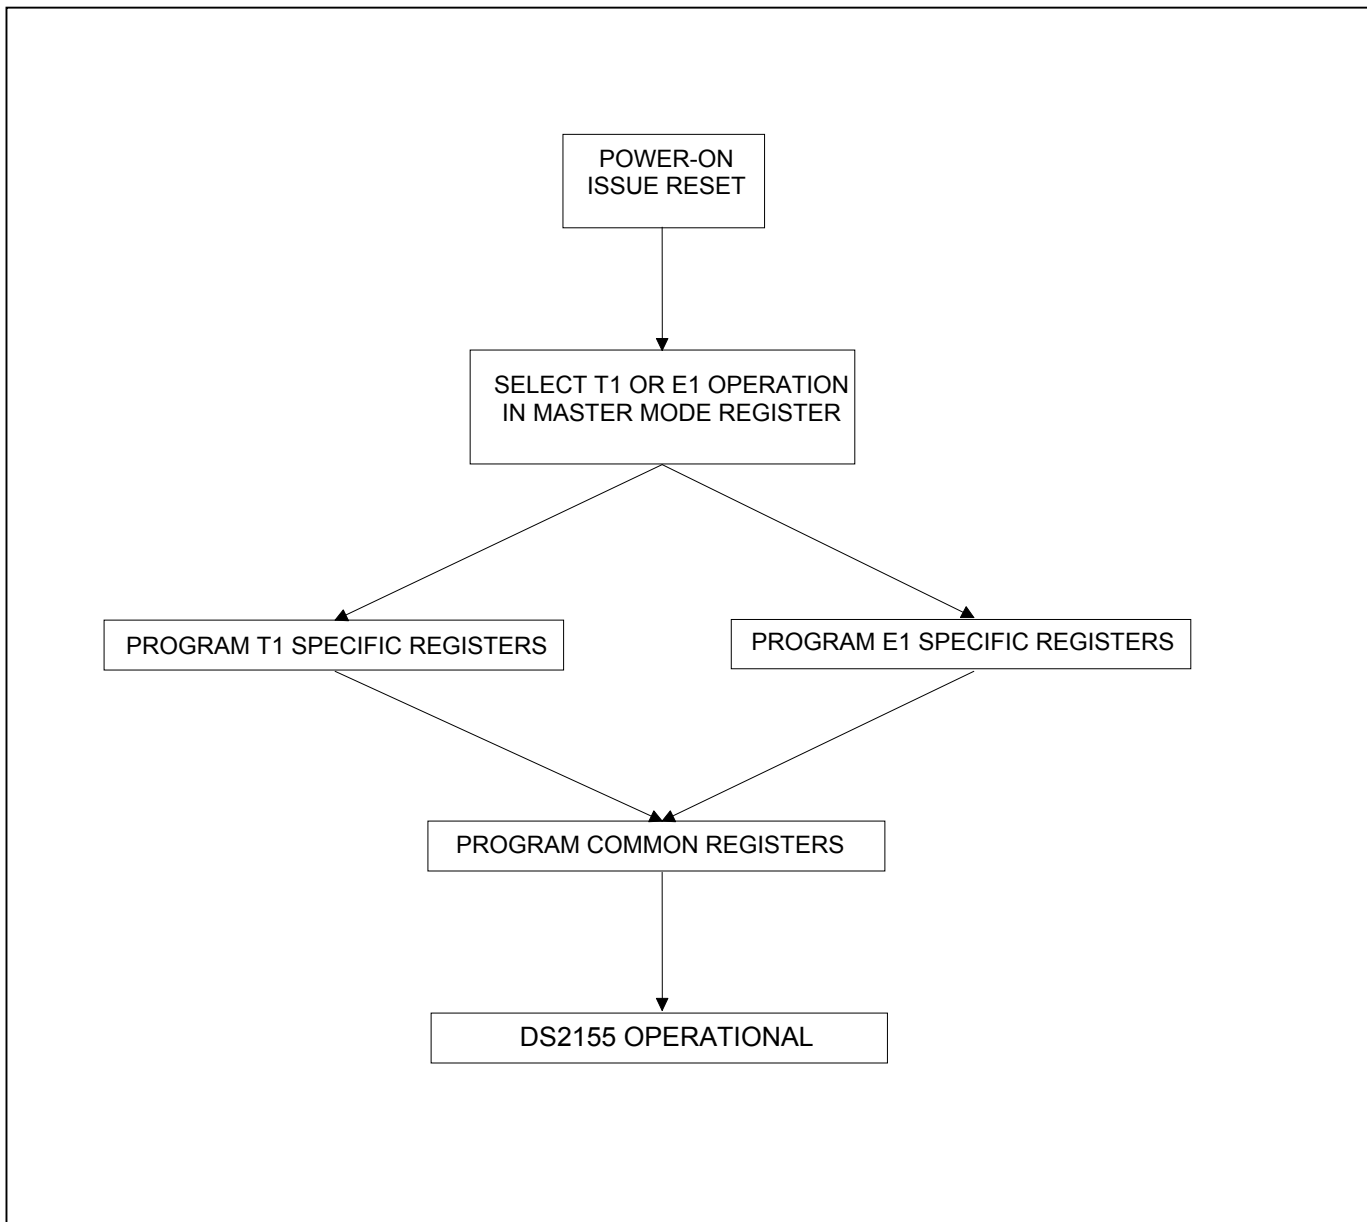 POWER-ON
ISSUE RESET
SELECT T1 OR E1 OPERATION
IN MASTER MODE REGISTER
PROGRAM T1 SPECIFIC REGISTERS
PROGRAM E1 SPECIFIC REGISTERS
PROGRAM COMMON REGISTERS
DS2155 OPERATIONAL